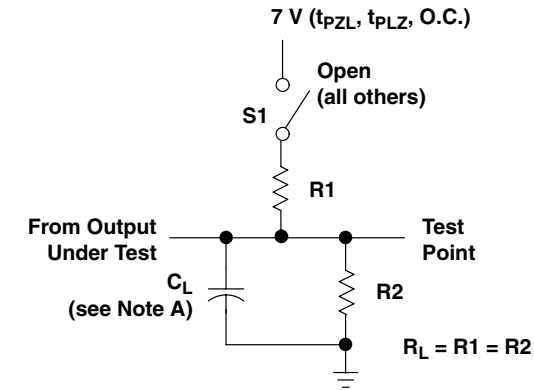 7 V (tPZL, tPLZ, O.C.)
Open
(all others)
S1
R1
From Output
Under Test
Test
Point
CL
(see Note A)
R2
RL = R1 = R2